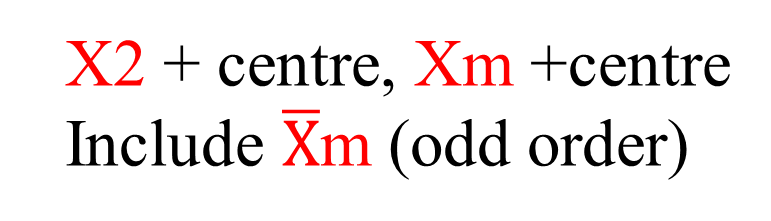 X2 + centre, Xm +centre
Include X̅m (odd order)